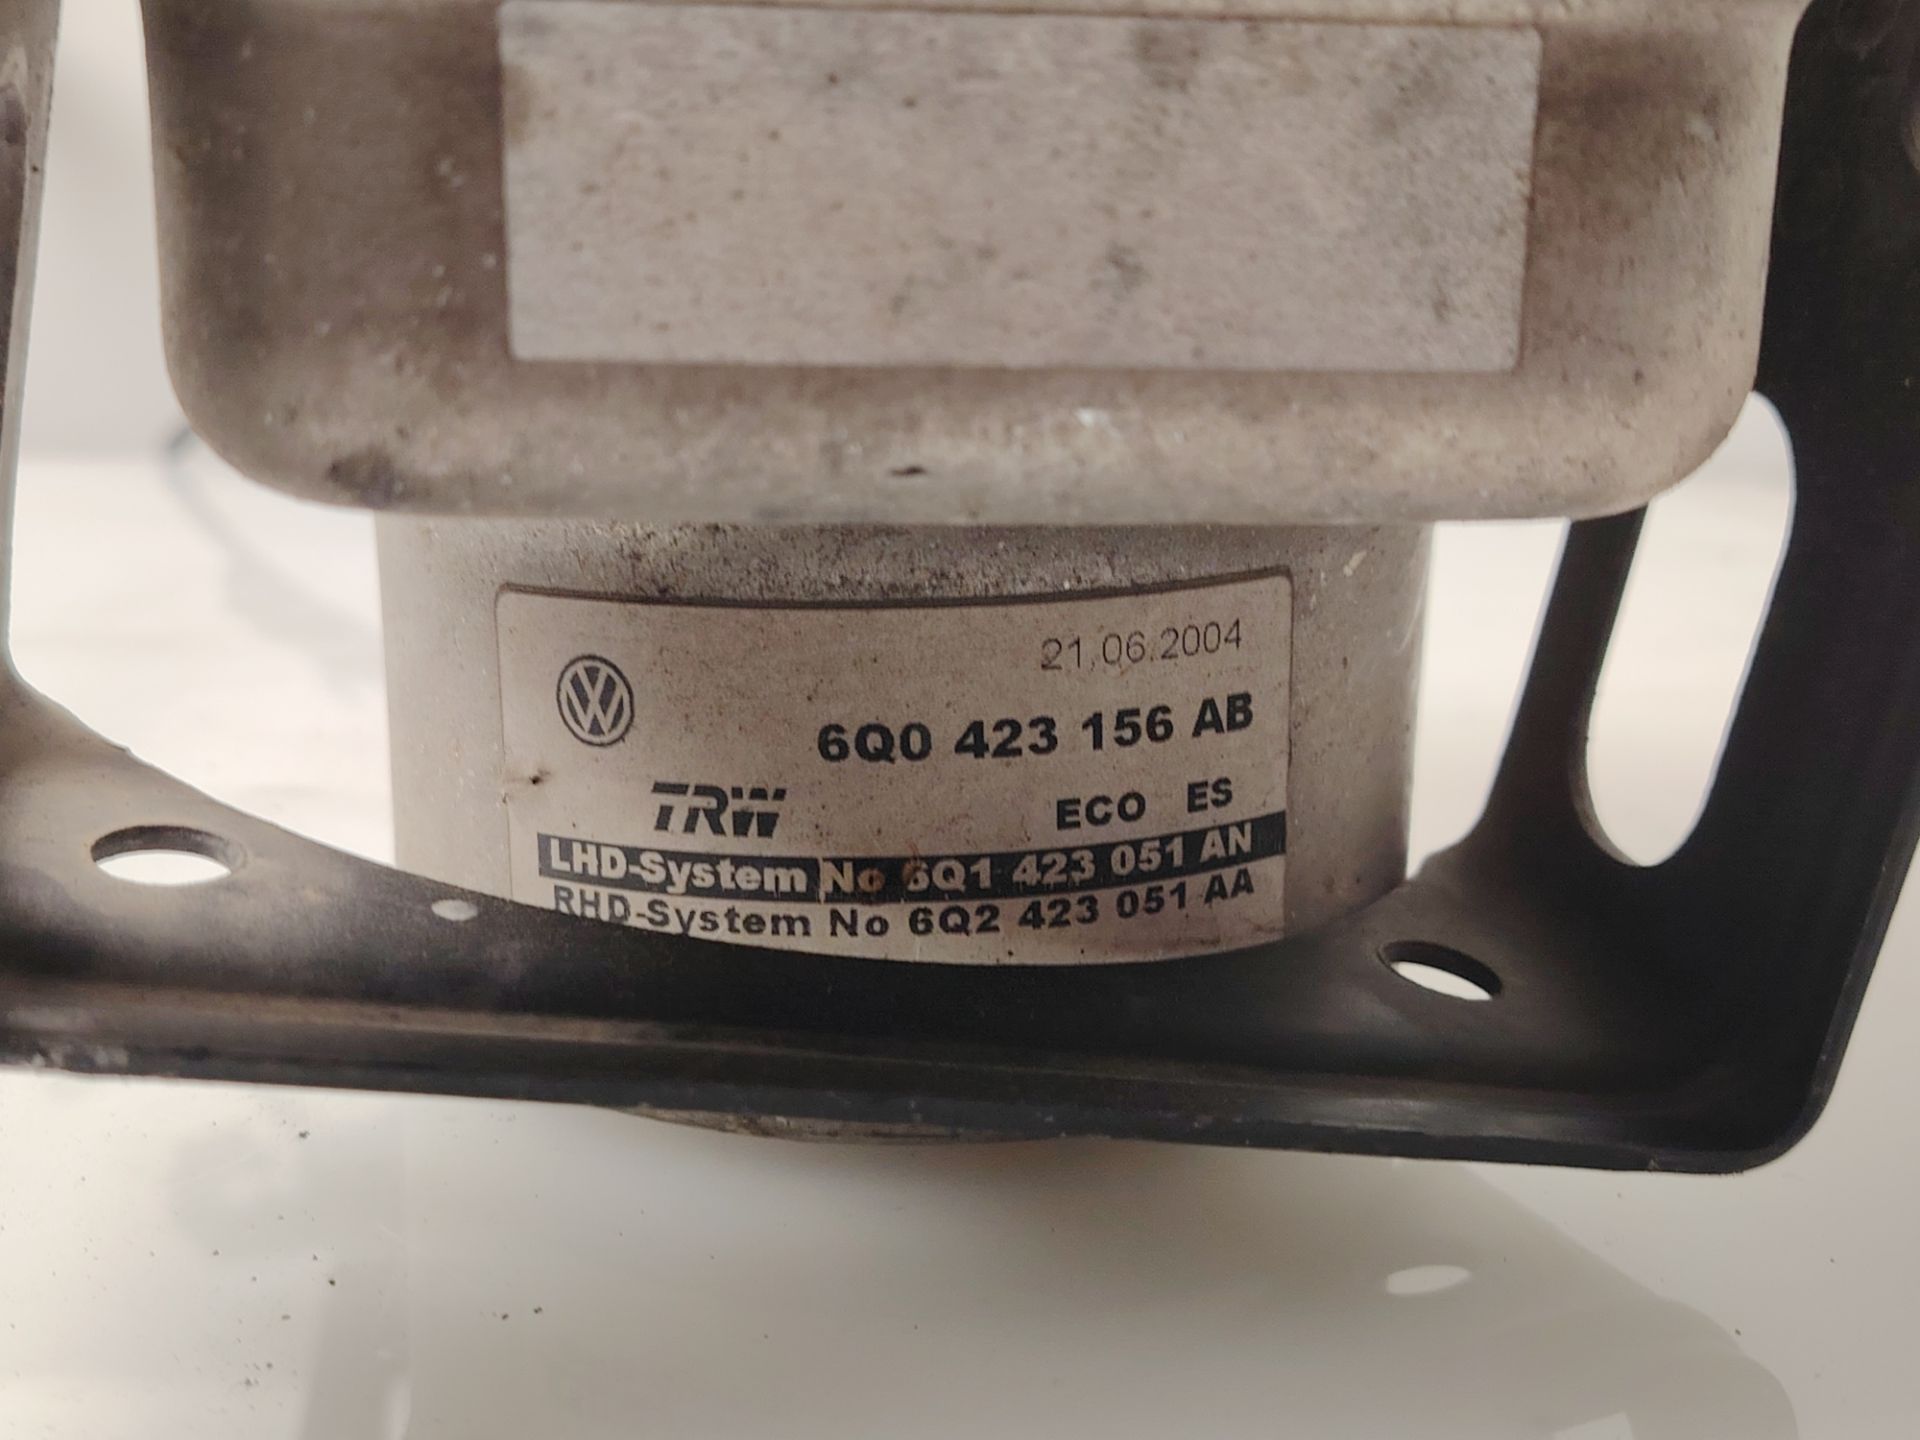 21.06.2004
6Q0 423 156 AB
TRW ECO ES
LHD-System No 6Q1 423 051 AN
RHD-System No 6Q2 423 051 AA